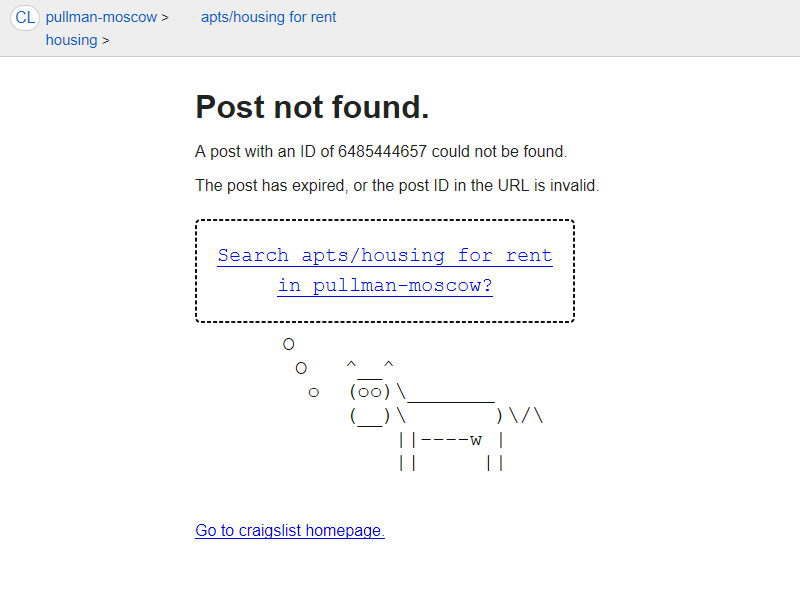 CL pullman-moscow > apts/housing for rent
housing >
Post not found.
A post with an ID of 6485444657 could not be found.
The post has expired, or the post ID in the URL is invalid.
Search apts/housing for rent
in pullman-moscow?
O
O   ^__^
o   (oo)\_______
(__)\       )\/\
||----w |
||     ||
Go to craigslist homepage.